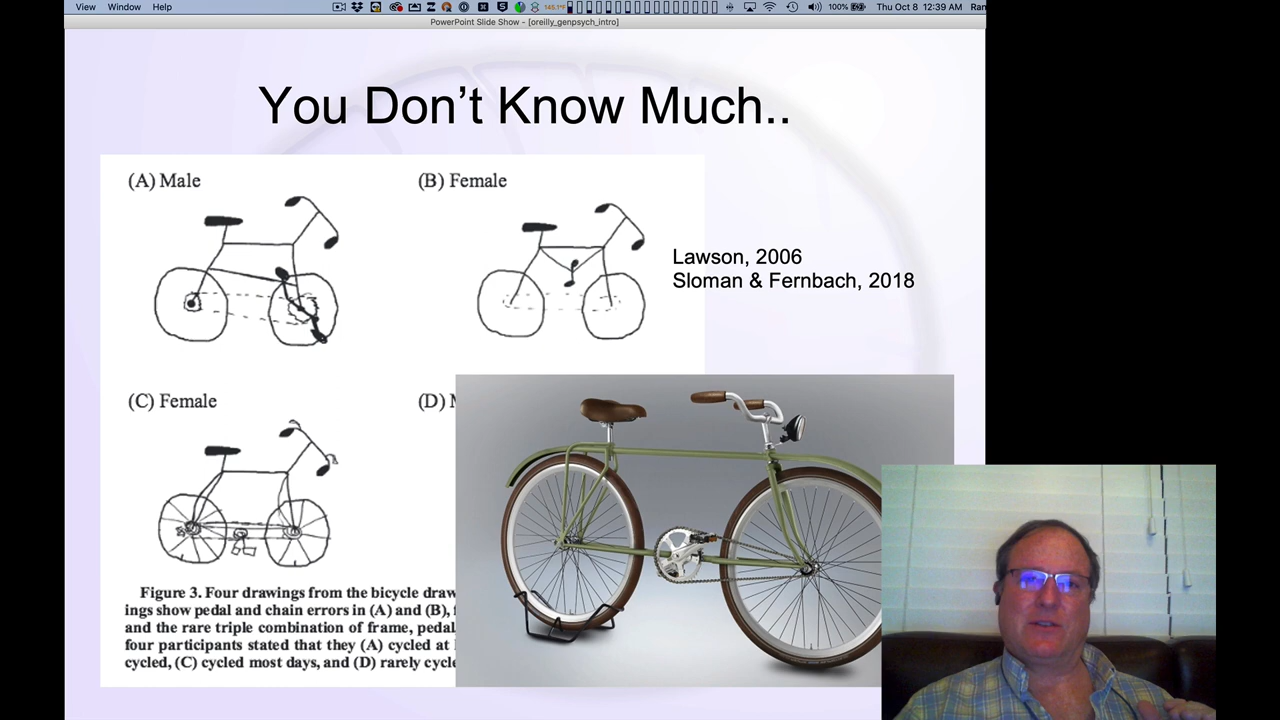 View Window Help
145.1°F
100%
Thu Oct 8 12:39 AM
Ran
PowerPoint Slide Show - [oreilly_genpsych_intro]
You Don’t Know Much..
(A) Male
(B) Female
Lawson, 2006
Sloman & Fernbach, 2018
(C) Female
(D)
Figure 3. Four drawings from the bicycle draw
ings show pedal and chain errors in (A) and (B),
and the rare triple combination of frame, pedal,
four participants stated that they (A) cycled at
cycled, (C) cycled most days, and (D) rarely cycle